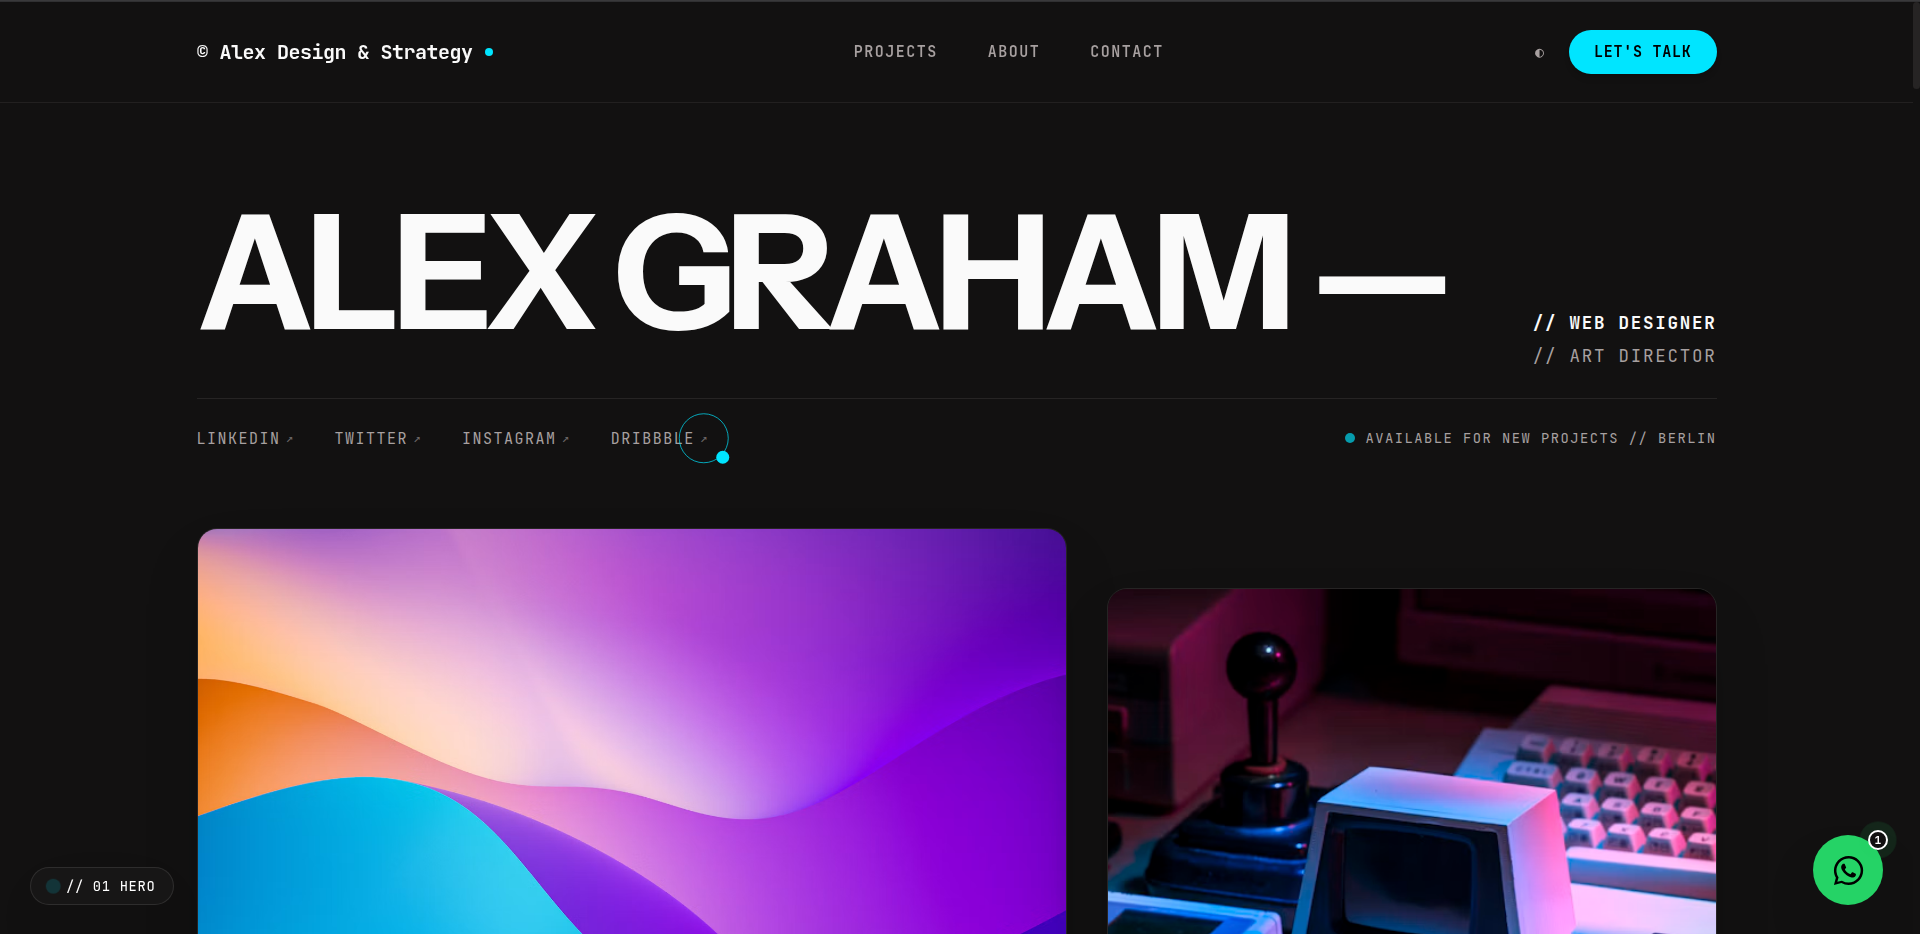 © Alex Design & Strategy
PROJECTS ABOUT CONTACT
LET'S TALK
ALEX GRAHAM —
// WEB DESIGNER
// ART DIRECTOR
LINKEDIN ↗ TWITTER ↗ INSTAGRAM ↗ DRIBBBLE ↗
AVAILABLE FOR NEW PROJECTS // BERLIN
// 01 HERO
1